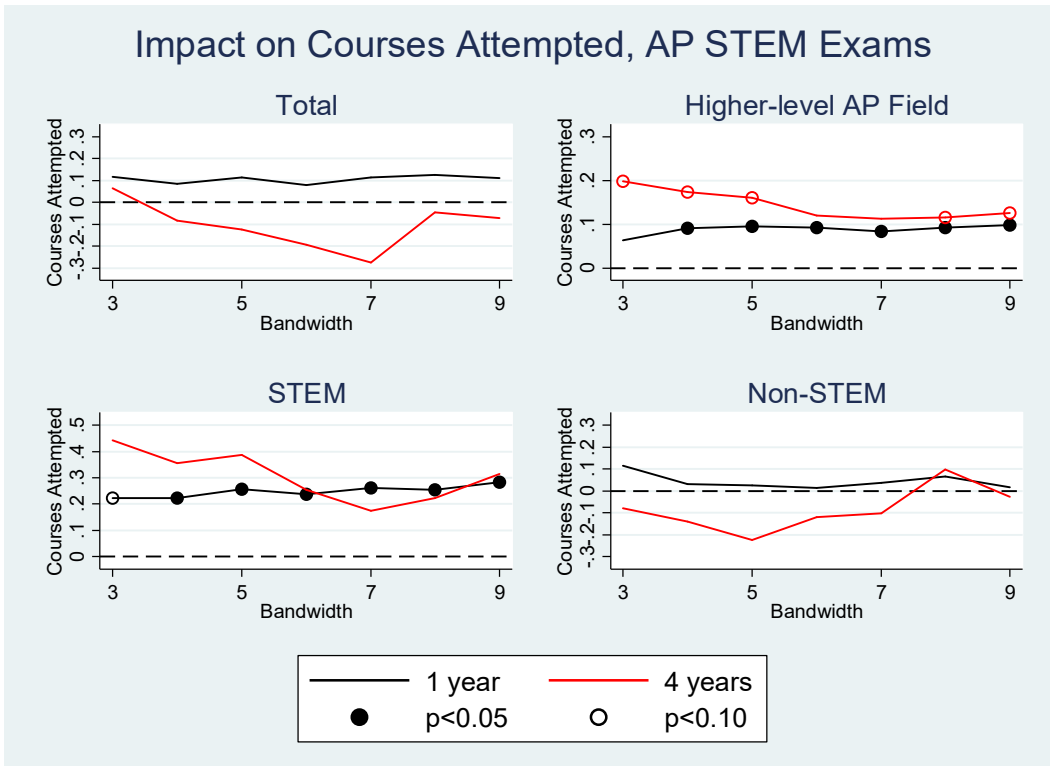 Impact on Courses Attempted, AP STEM Exams
Total
Courses Attempted
-.3-.2-.1 0 .1 .2 .3
3 5 7 9
Bandwidth
Higher-level AP Field
Courses Attempted
0 .1 .2 .3
3 5 7 9
Bandwidth
STEM
Courses Attempted
0 .1 .2 .3 .4 .5
3 5 7 9
Bandwidth
Non-STEM
Courses Attempted
-.3-.2-.1 0 .1 .2 .3
3 5 7 9
Bandwidth
1 year 4 years
p<0.05 p<0.10